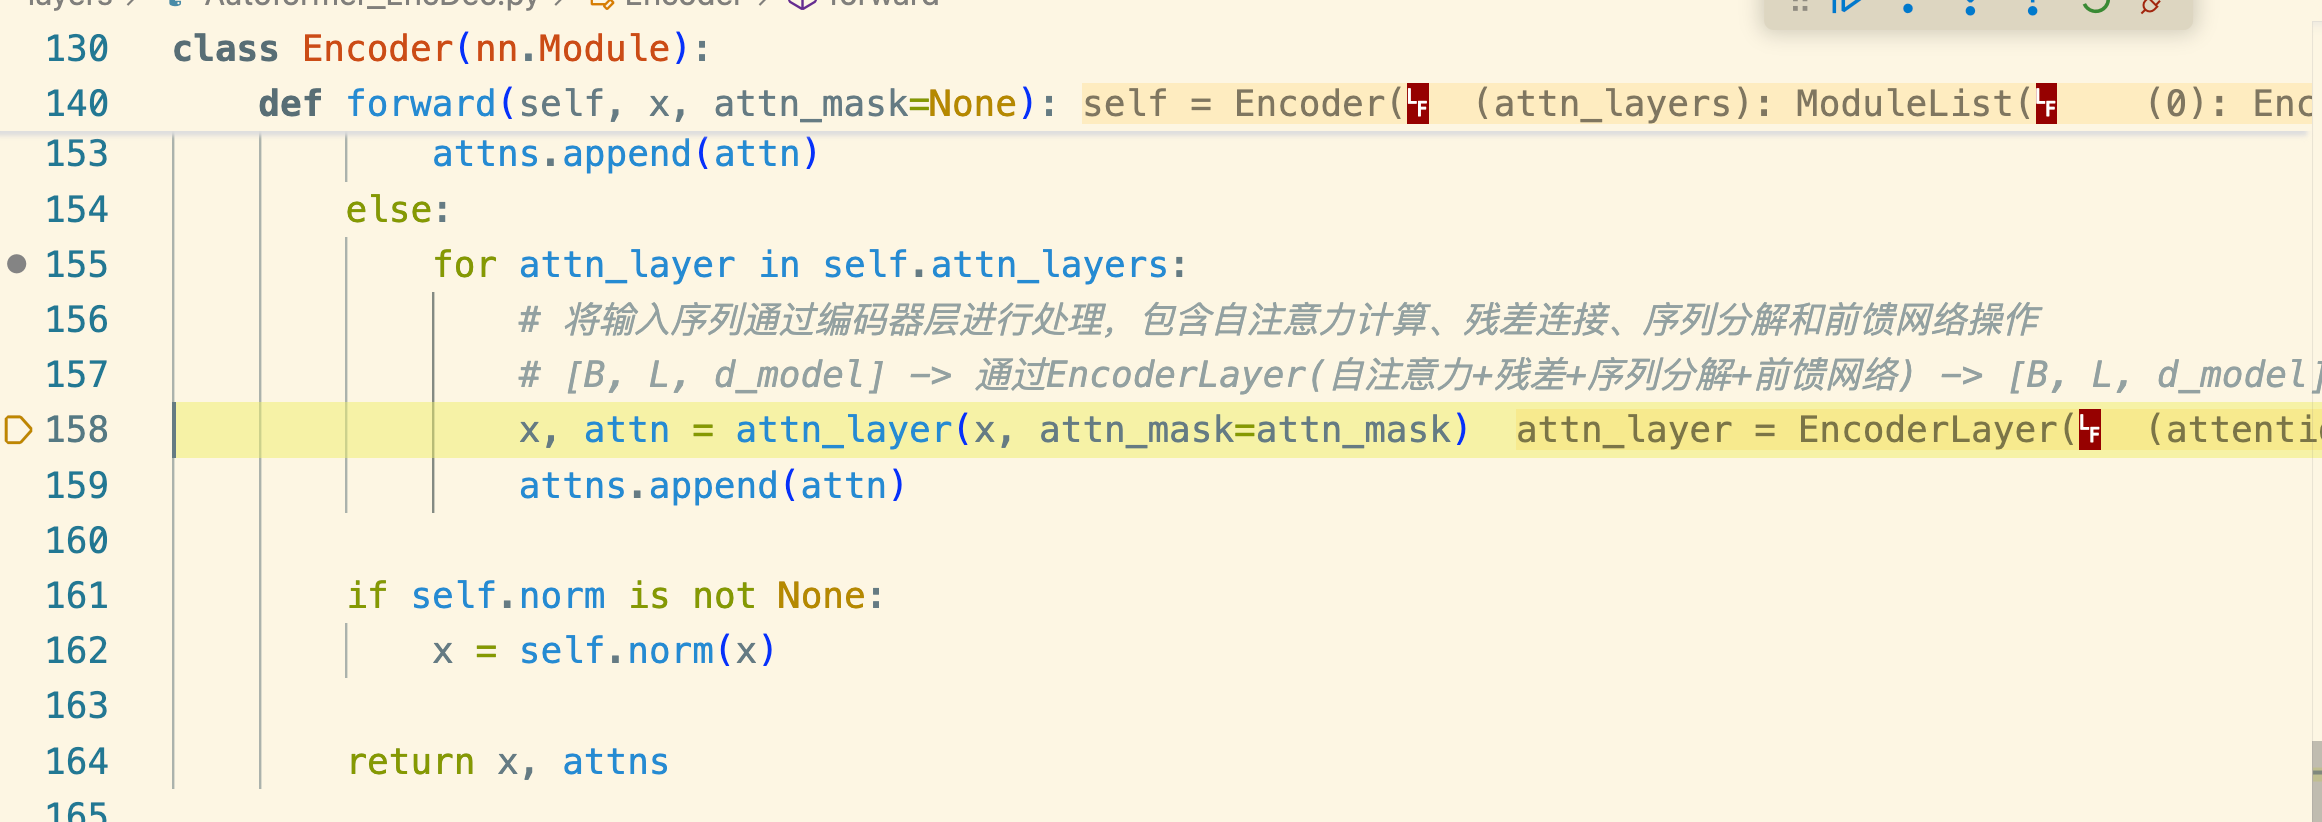 layers > Autoformer_EncDec.py > Encoder > forward
130 class Encoder(nn.Module):
140 def forward(self, x, attn_mask=None): self = Encoder( (attn_layers): ModuleList( (0): Enc
153 attns.append(attn)
154 else:
155 for attn_layer in self.attn_layers:
156 # 将输入序列通过编码器层进行处理，包含自注意力计算、残差连接、序列分解和前馈网络操作
157 # [B, L, d_model] -> 通过EncoderLayer(自注意力+残差+序列分解+前馈网络) -> [B, L, d_model]
158 x, attn = attn_layer(x, attn_mask=attn_mask) attn_layer = EncoderLayer( (attentio
159 attns.append(attn)
160
161 if self.norm is not None:
162 x = self.norm(x)
163
164 return x, attns
165